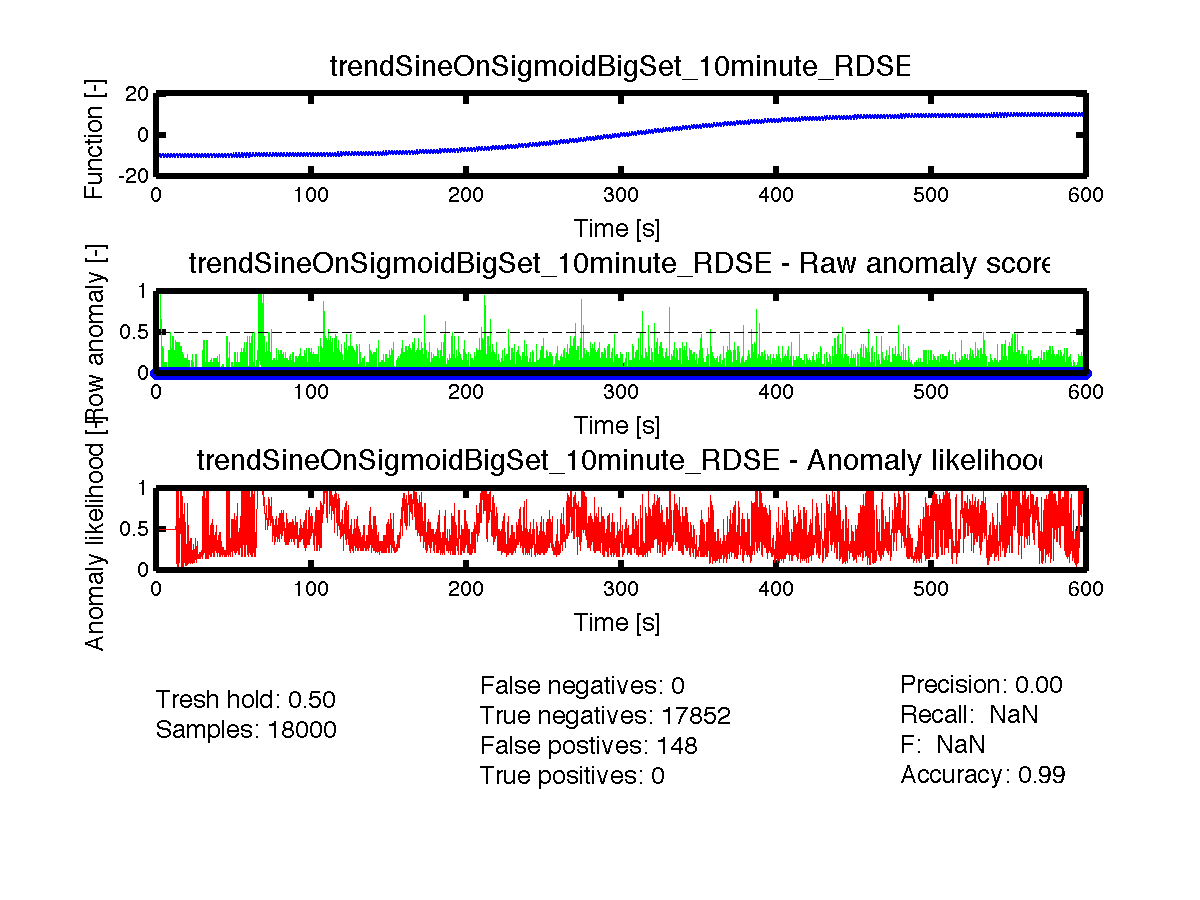 trendSineOnSigmoidBigSet_10minute_RDSE
Function [-]
20
0
-20
0 100 200 300 400 500 600
Time [s]
trendSineOnSigmoidBigSet_10minute_RDSE - Raw anomaly score
Row anomaly [-]
1
0.5
0
0 100 200 300 400 500 600
Time [s]
trendSineOnSigmoidBigSet_10minute_RDSE - Anomaly likelihood
Anomaly likelihood [-]
1
0.5
0
0 100 200 300 400 500 600
Time [s]
Tresh hold: 0.50
Samples: 18000
False negatives: 0
True negatives: 17852
False postives: 148
True positives: 0
Precision: 0.00
Recall: NaN
F: NaN
Accuracy: 0.99